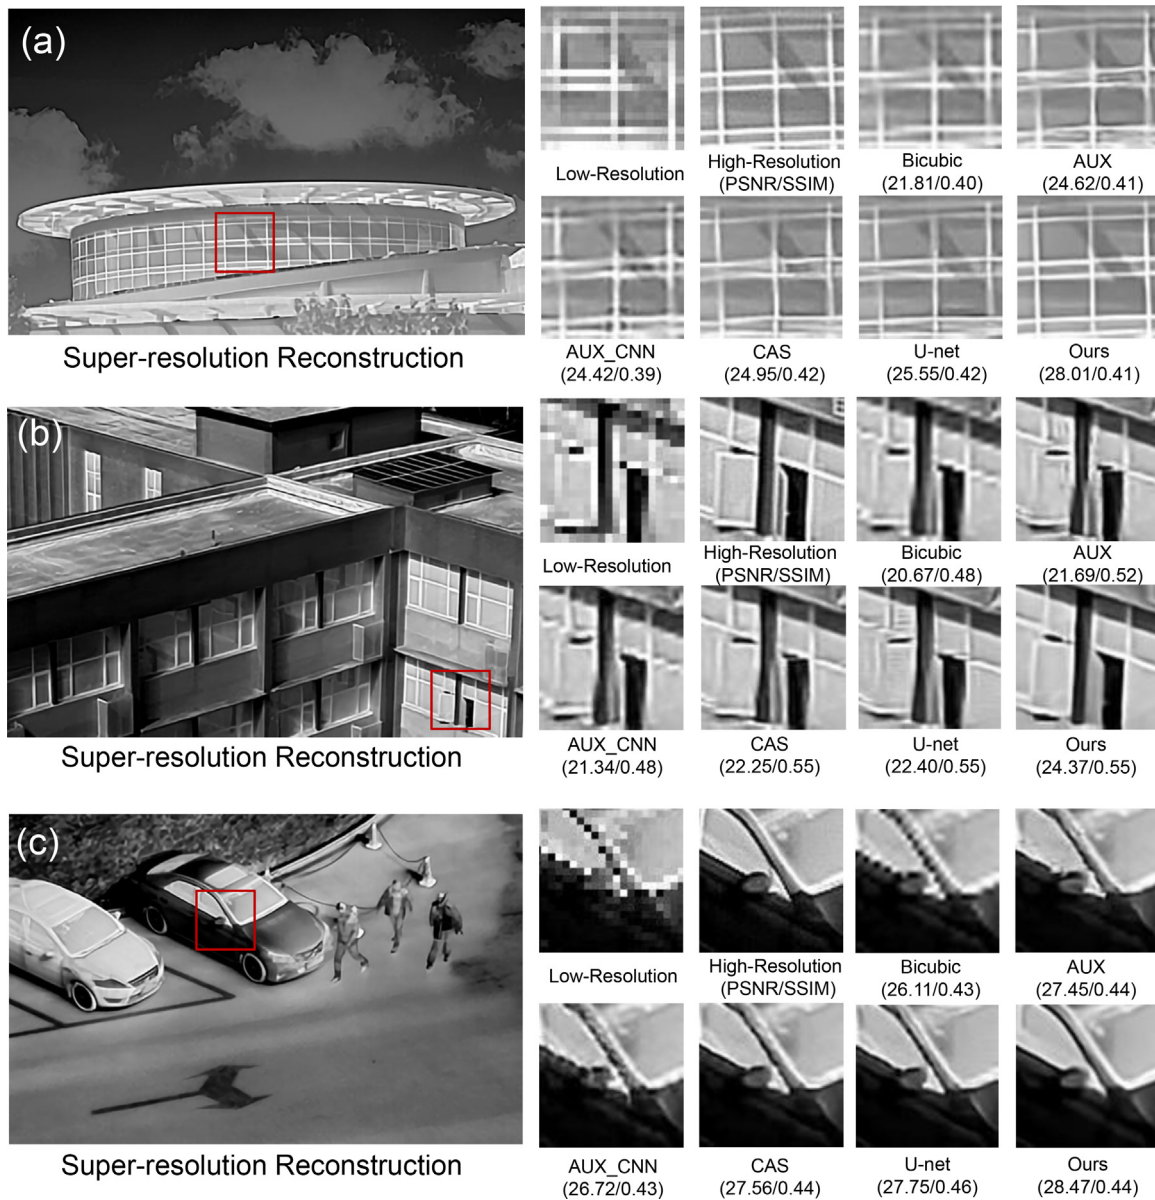 (a)
Low-Resolution
High-Resolution
(PSNR/SSIM)
Bicubic
(21.81/0.40)
AUX
(24.62/0.41)
AUX_CNN
(24.42/0.39)
CAS
(24.95/0.42)
U-net
(25.55/0.42)
Ours
(28.01/0.41)
Super-resolution Reconstruction
(b)
Low-Resolution
High-Resolution
(PSNR/SSIM)
Bicubic
(20.67/0.48)
AUX
(21.69/0.52)
AUX_CNN
(21.34/0.48)
CAS
(22.25/0.55)
U-net
(22.40/0.55)
Ours
(24.37/0.55)
Super-resolution Reconstruction
(c)
Low-Resolution
High-Resolution
(PSNR/SSIM)
Bicubic
(26.11/0.43)
AUX
(27.45/0.44)
AUX_CNN
(26.72/0.43)
CAS
(27.56/0.44)
U-net
(27.75/0.46)
Ours
(28.47/0.44)
Super-resolution Reconstruction